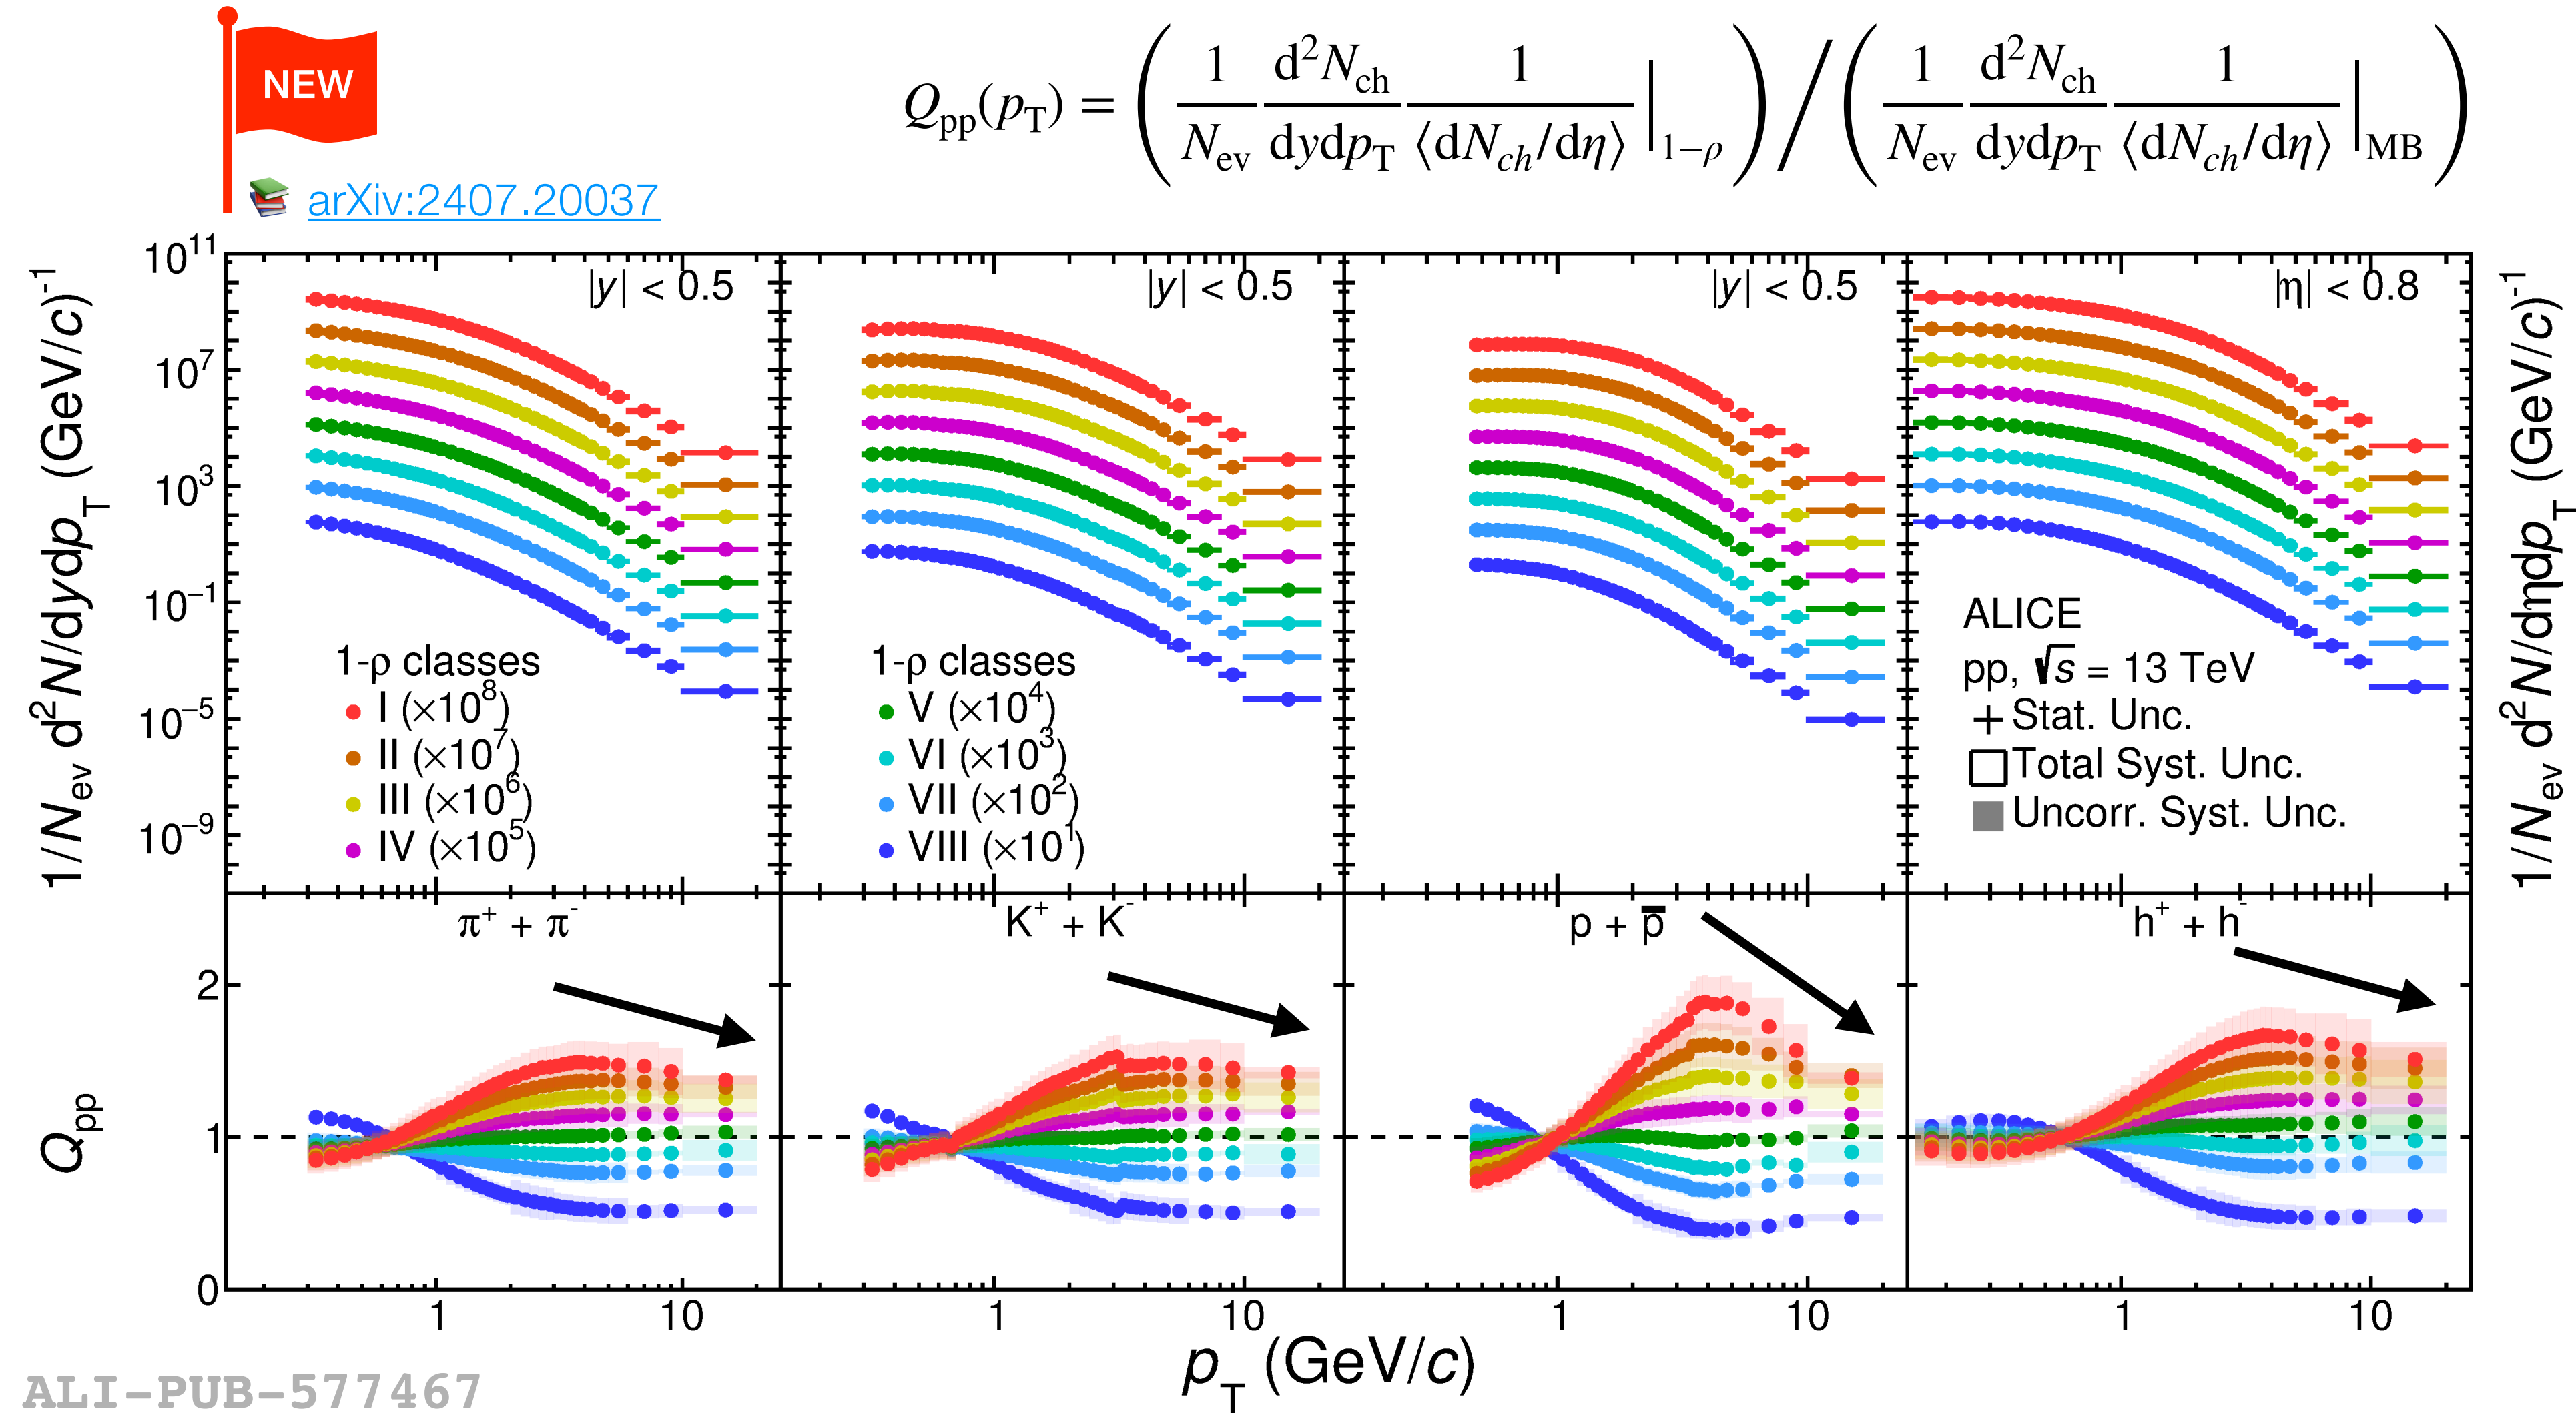 NEW
arXiv:2407.20037
Q_pp(p_T) = ( 1/N_ev d²N_ch/dydp_T 1/⟨dN_ch/dη⟩ |_1−ρ ) / ( 1/N_ev d²N_ch/dydp_T 1/⟨dN_ch/dη⟩ |_MB )
1/N_ev d²N/dydp_T (GeV/c)⁻¹
10¹¹
10⁷
10³
10⁻¹
10⁻⁵
10⁻⁹
|y| < 0.5
|y| < 0.5
|y| < 0.5
|η| < 0.8
1/N_ev d²N/dηdp_T (GeV/c)⁻¹
1-ρ classes
I (×10⁸)
II (×10⁷)
III (×10⁶)
IV (×10⁵)
1-ρ classes
V (×10⁴)
VI (×10³)
VII (×10²)
VIII (×10¹)
ALICE
pp, √s = 13 TeV
Stat. Unc.
Total Syst. Unc.
Uncorr. Syst. Unc.
π⁺ + π⁻
K⁺ + K⁻
p + p̅
h⁺ + h⁻
Q_pp
2
1
0
1 10
1 10
1 10
1 10
p_T (GeV/c)
ALI-PUB-577467